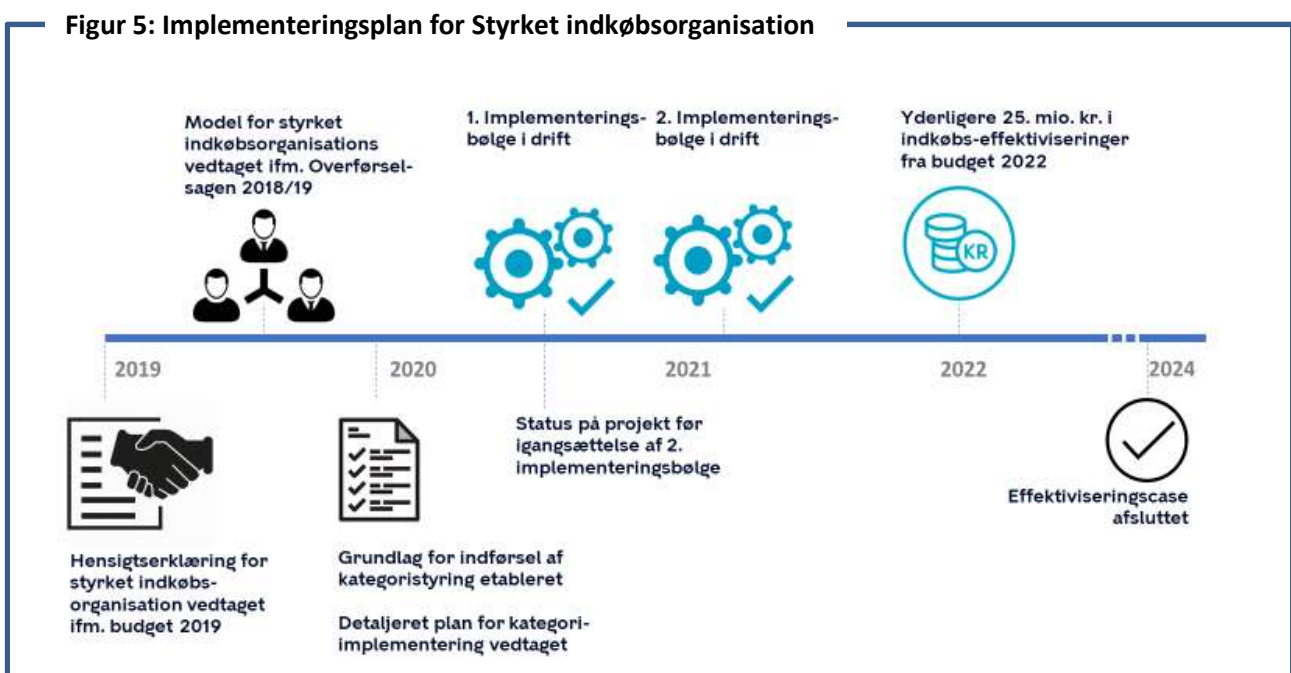 Figur 5: Implementeringsplan for Styrket indkøbsorganisation
Model for styrket
indkøbsorganisations
vedtaget ifm. Overførsel-
sagen 2018/19
1. Implementerings-
bølge i drift
2. Implementerings-
bølge i drift
Yderligere 25. mio. kr. i
indkøbs-effektiviseringer
fra budget 2022
KR
2019
2020
2021
2022
2024
Hensigtserklæring for
styrket indkøbs-
organisation vedtaget
ifm. budget 2019
Grundlag for indførsel af
kategoristyring etableret
Detaljeret plan for kategori-
implementering vedtaget
Status på projekt før
igangsættelse af 2.
implementeringsbølge
Effektiviseringscase
afsluttet